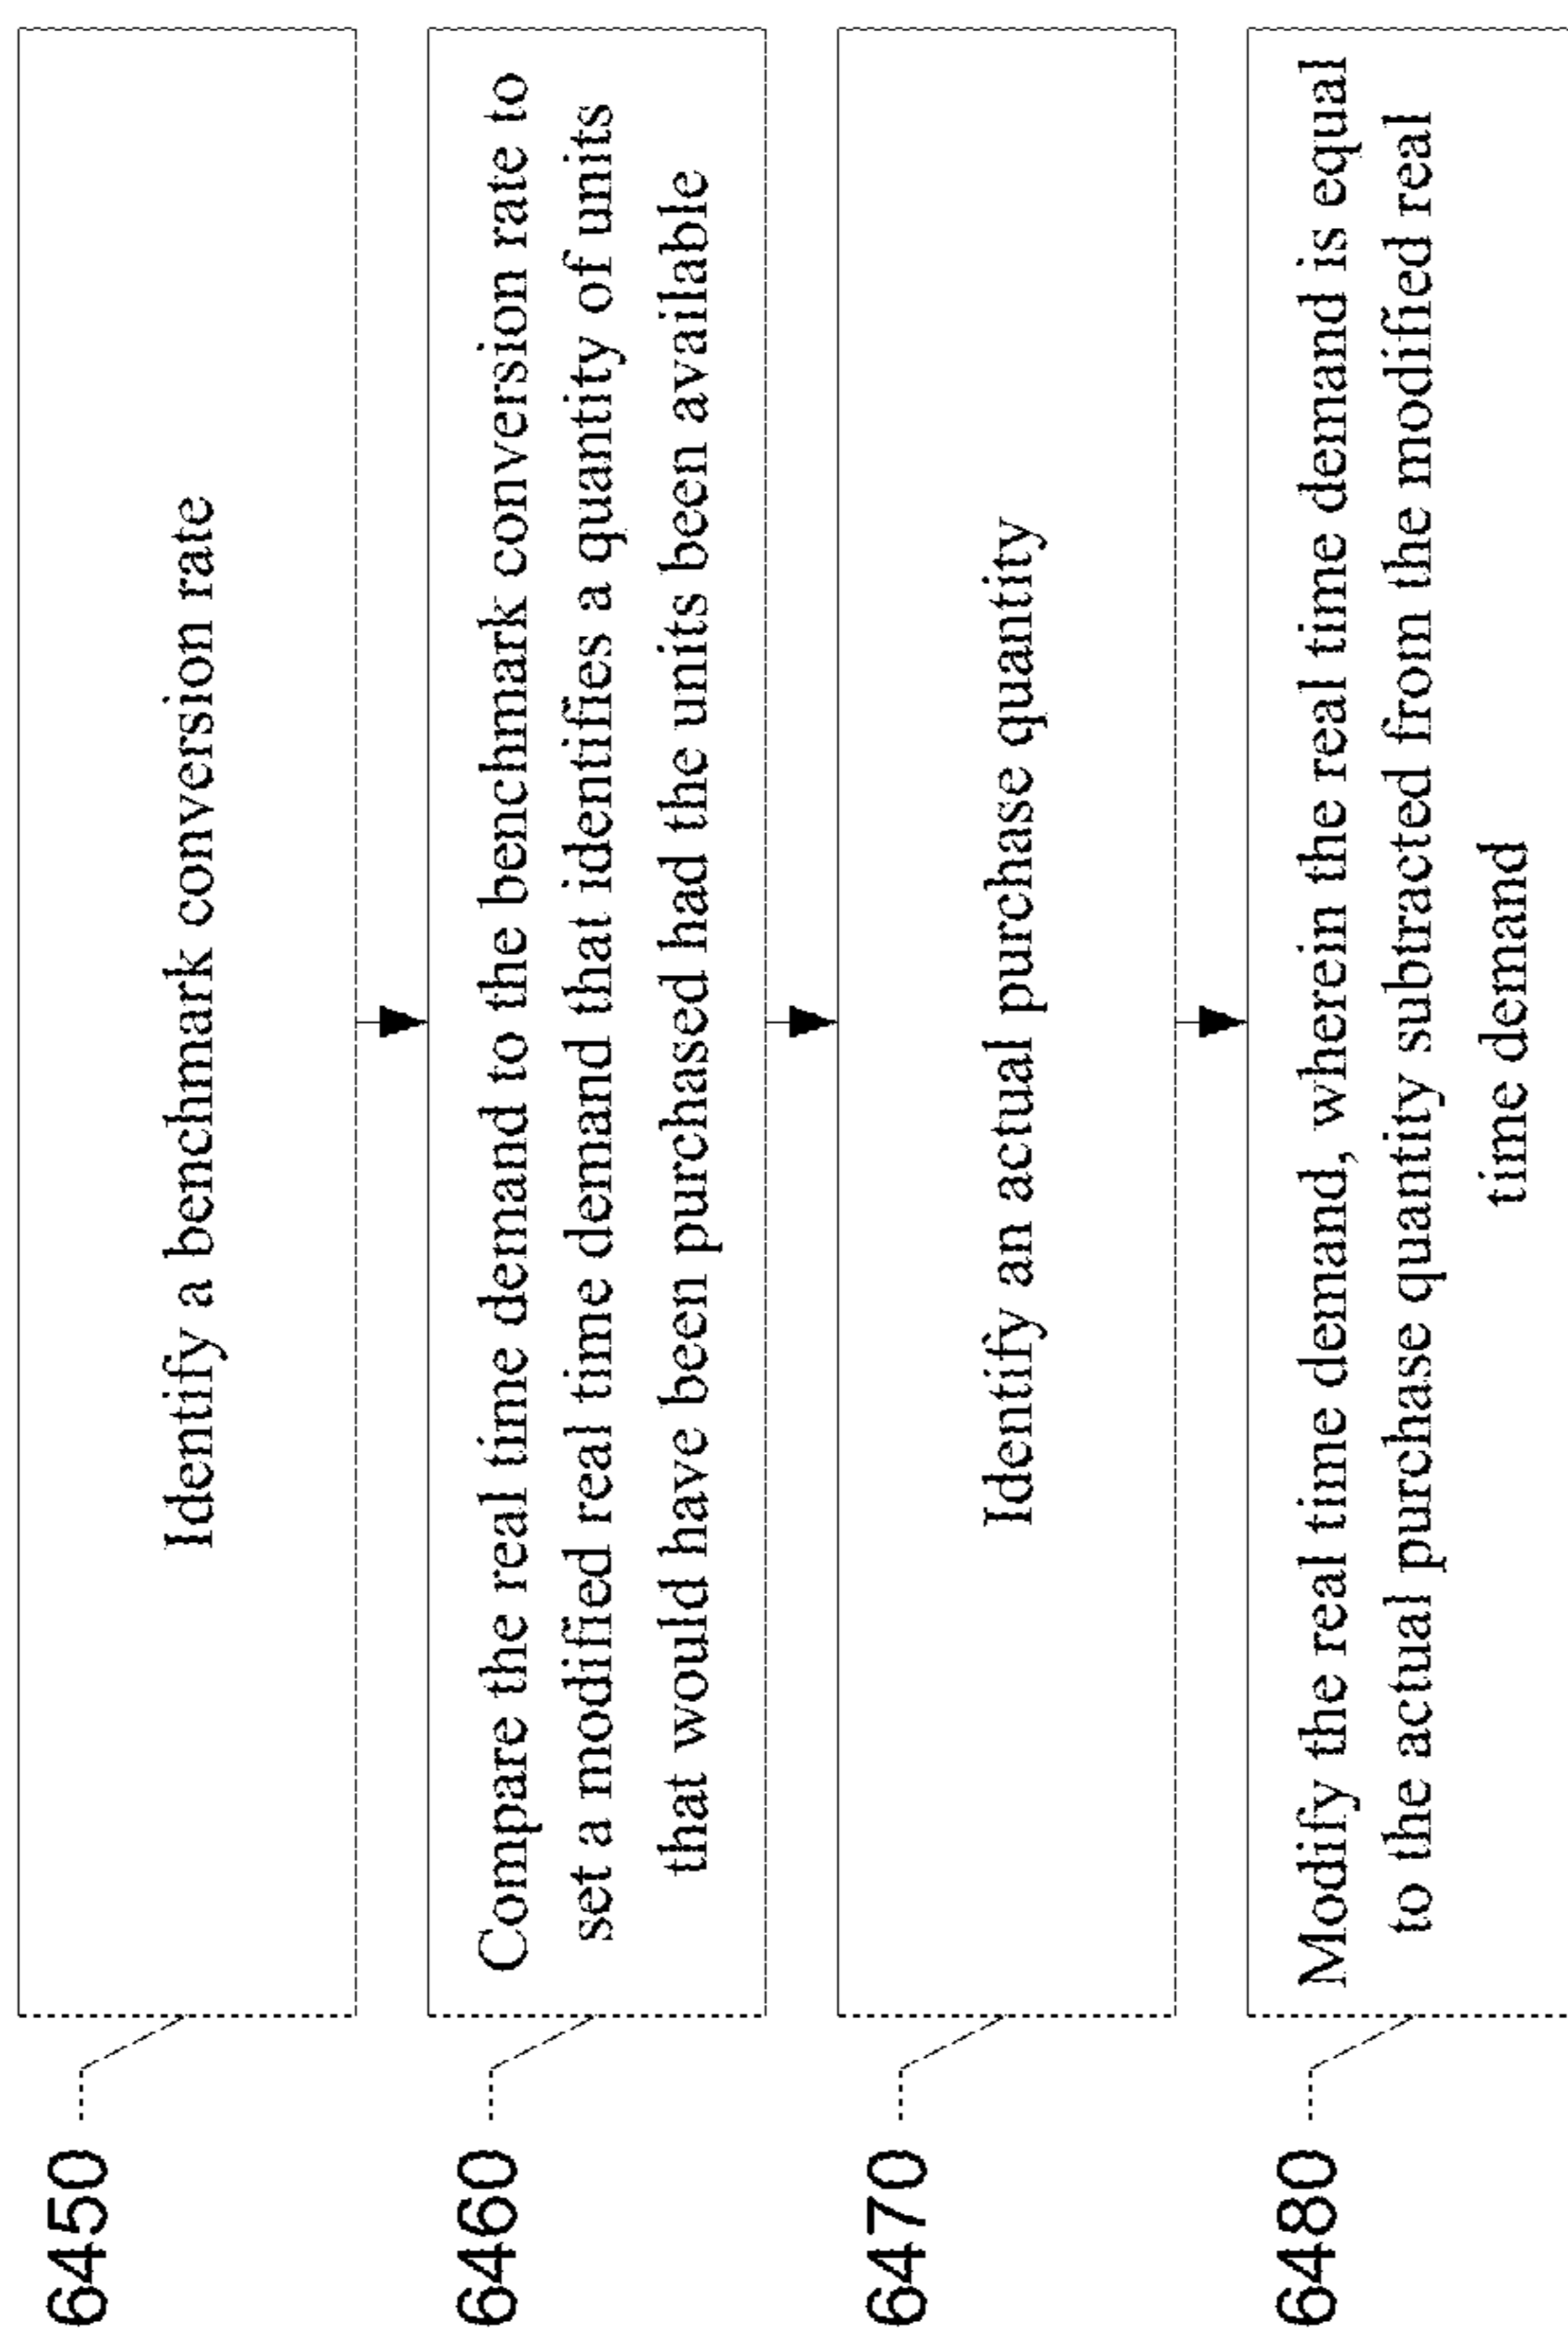 6450
Identify a benchmark conversion rate
6460
Compare the real time demand to the benchmark conversion rate to
set a modified real time demand that identifies a quantity of units
that would have been purchased had the units been available
6470
Identify an actual purchase quantity
6480
Modify the real time demand, wherein the real time demand is equal
to the actual purchase quantity subtracted from the modified real
time demand